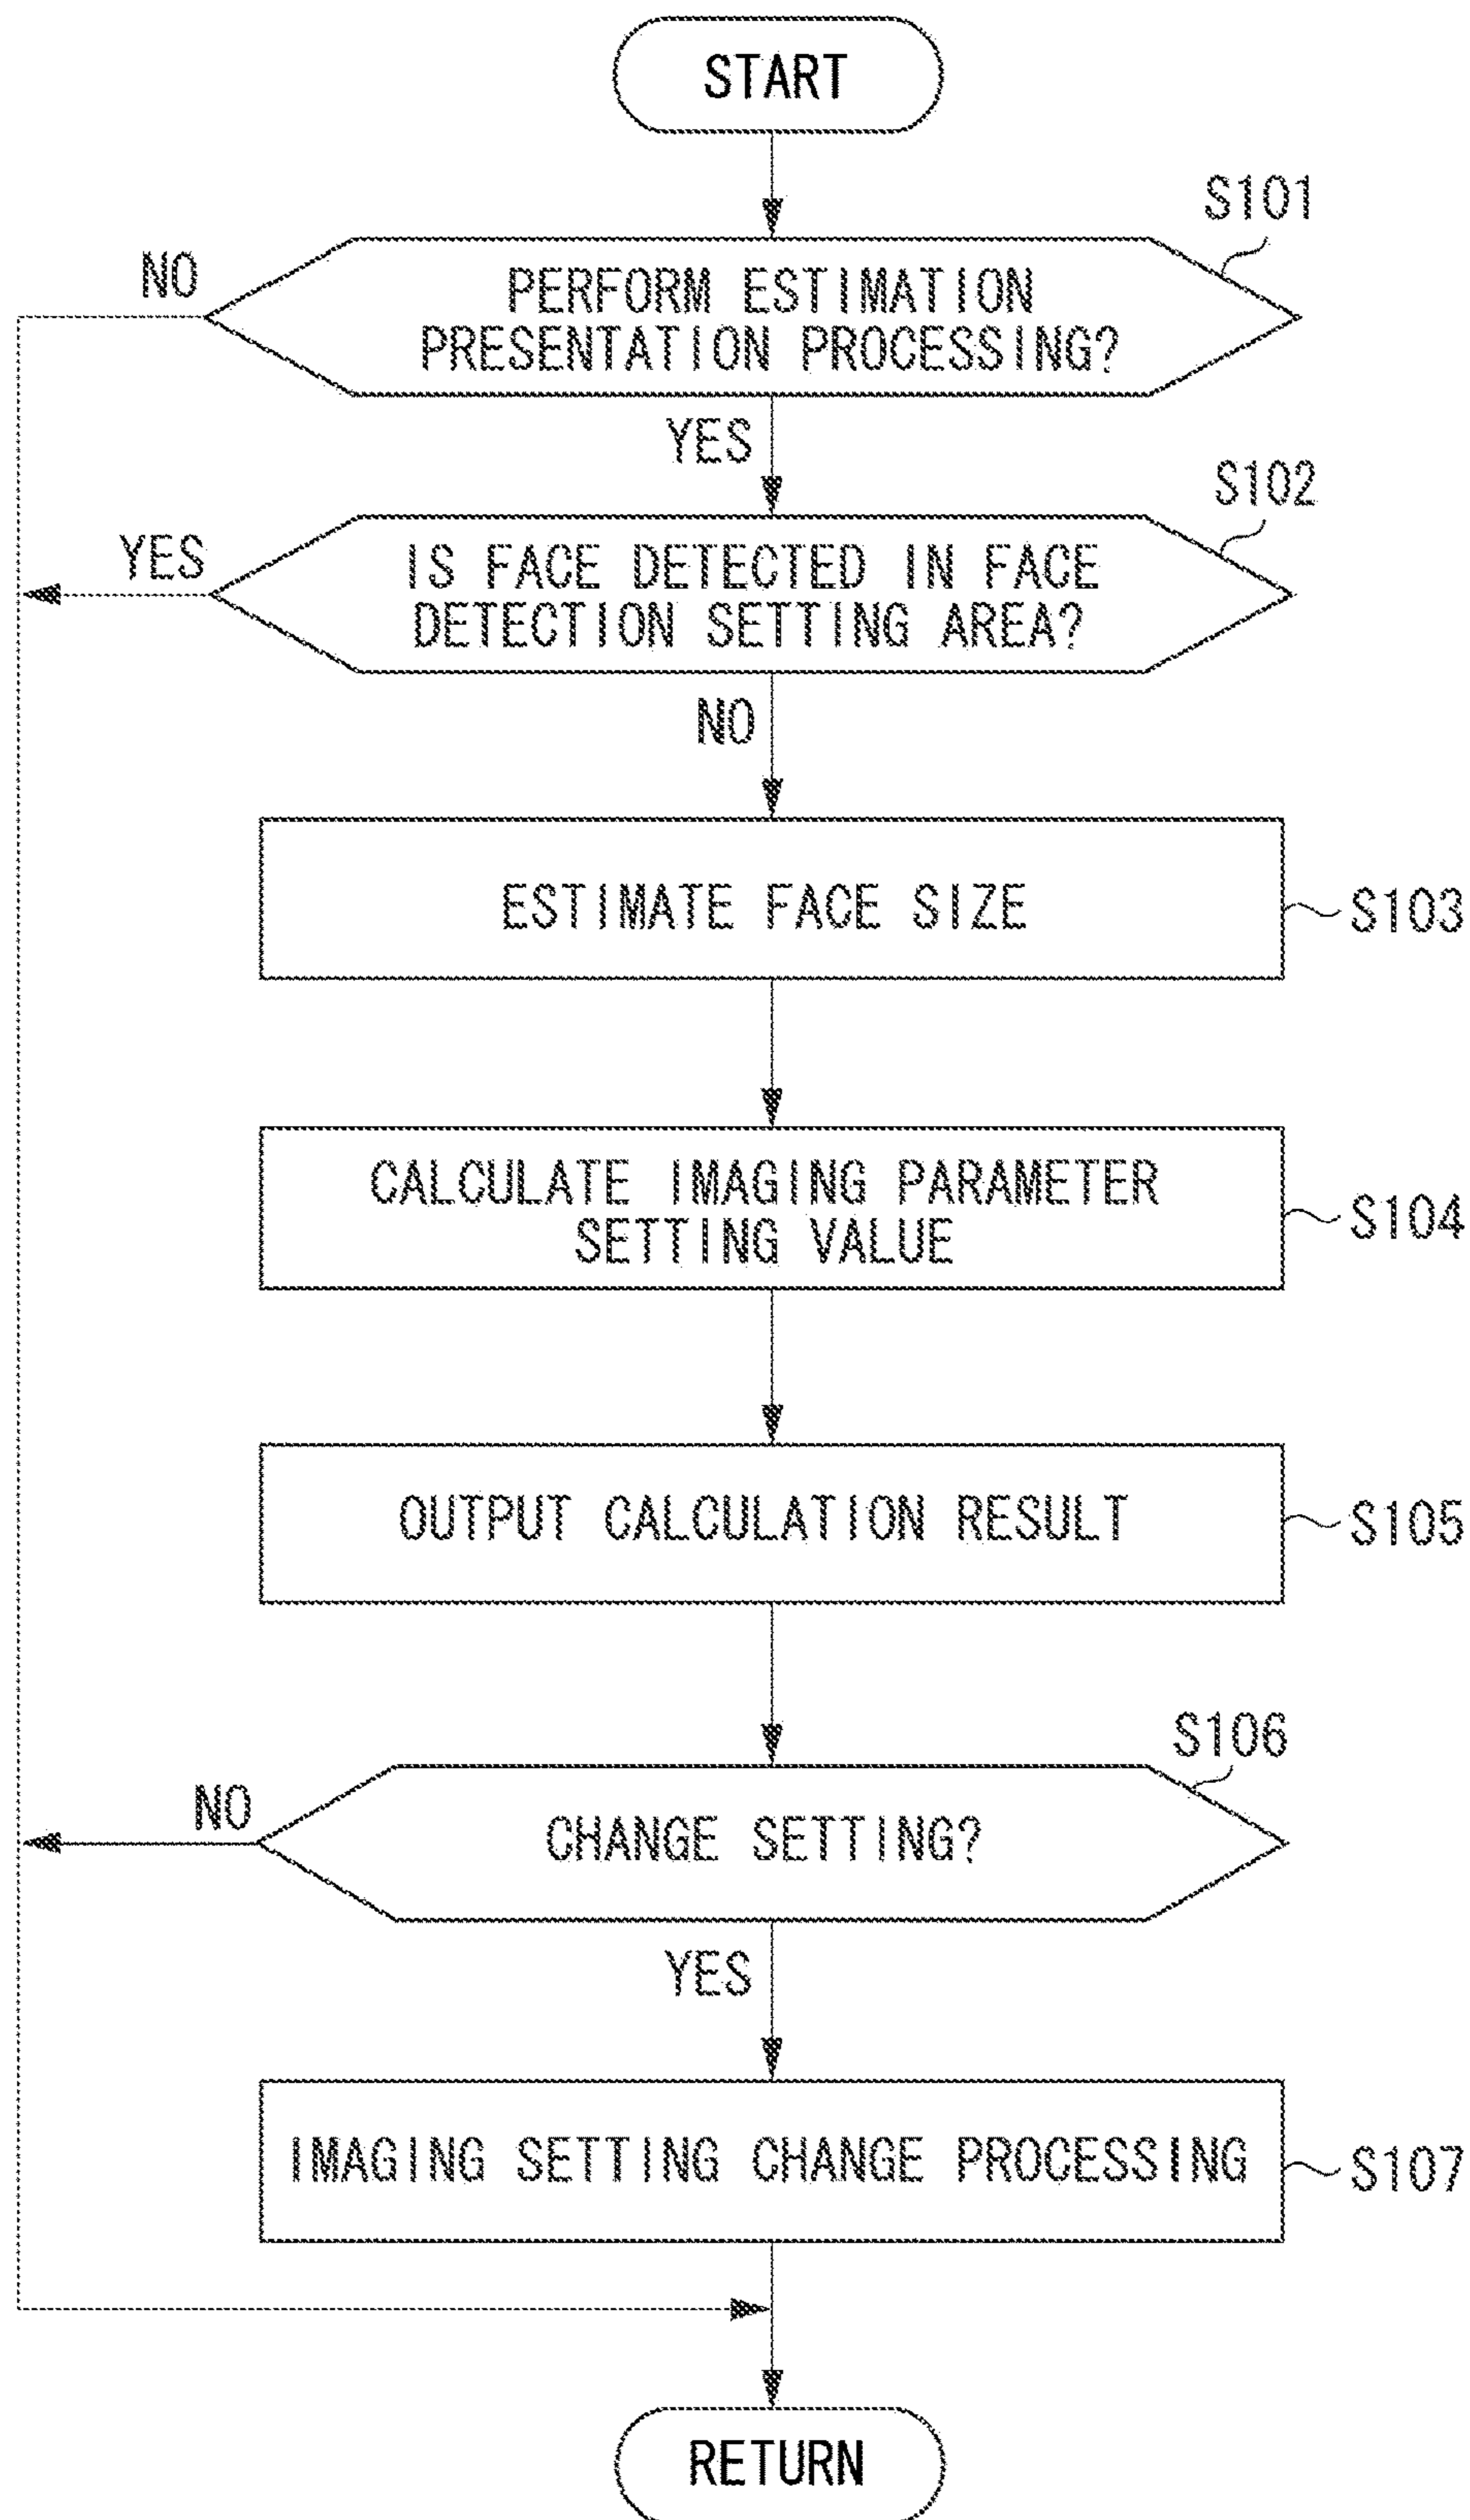 START
S101
NO
PERFORM ESTIMATION
PRESENTATION PROCESSING?
YES
S102
YES
IS FACE DETECTED IN FACE
DETECTION SETTING AREA?
NO
ESTIMATE FACE SIZE
S103
CALCULATE IMAGING PARAMETER
SETTING VALUE
S104
OUTPUT CALCULATION RESULT
S105
S106
NO
CHANGE SETTING?
YES
IMAGING SETTING CHANGE PROCESSING
S107
RETURN